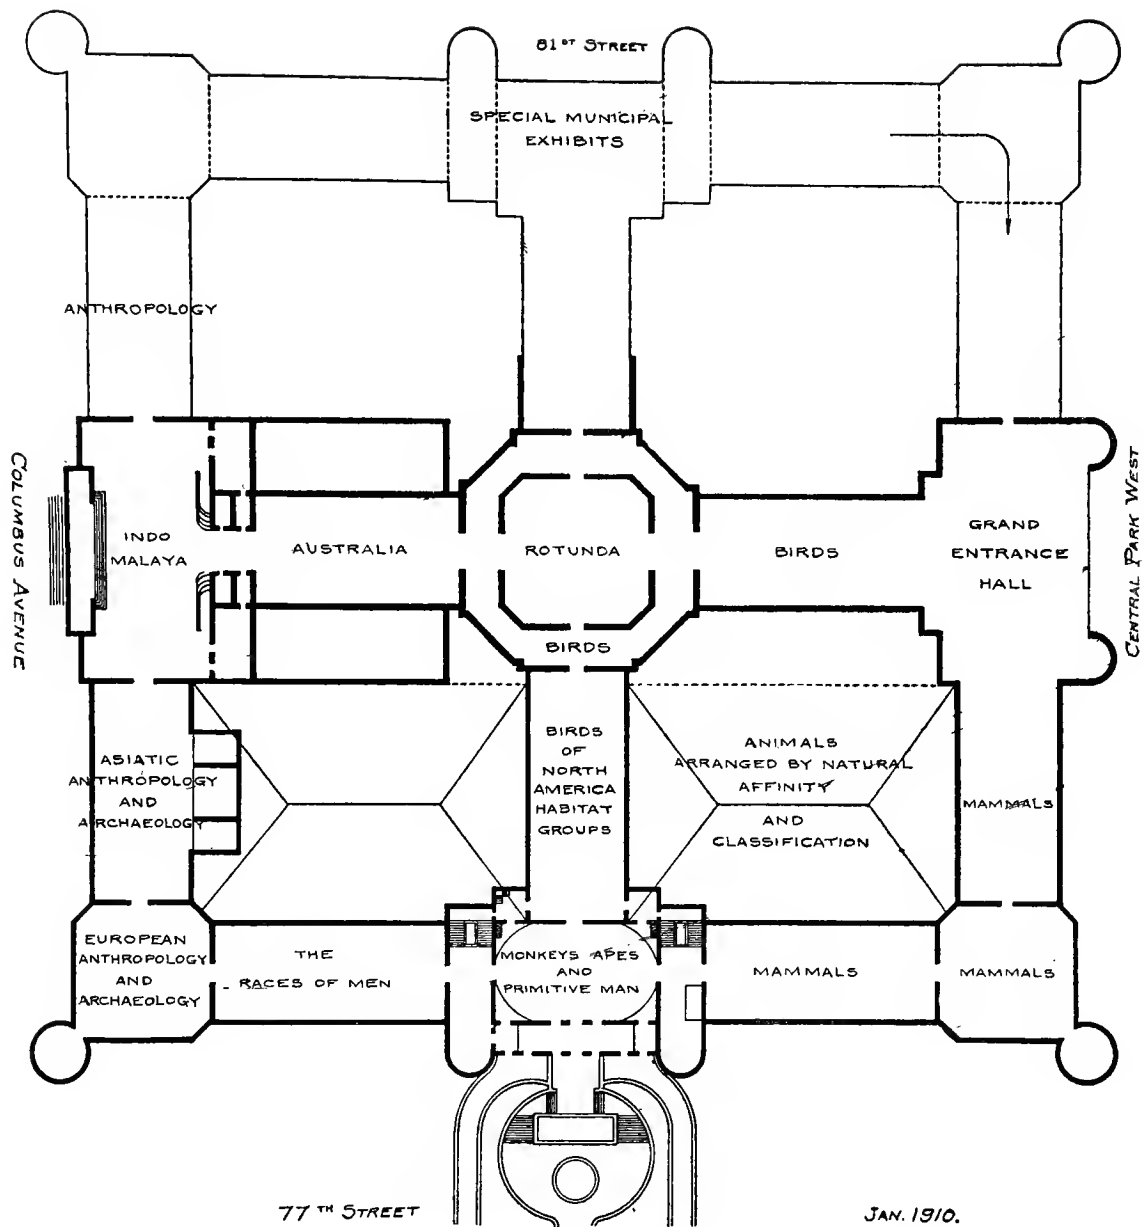 81ST STREET
SPECIAL MUNICIPAL
EXHIBITS
ANTHROPOLOGY
COLUMBUS AVENUE
INDO
MALAYA
AUSTRALIA
ROTUNDA
BIRDS
GRAND
ENTRANCE
HALL
CENTRAL PARK WEST
BIRDS
ASIATIC
ANTHROPOLOGY
AND
ARCHAEOLOGY
BIRDS
OF
NORTH
AMERICA
HABITAT
GROUPS
ANIMALS
ARRANGED BY NATURAL
AFFINITY
AND
CLASSIFICATION
MAMMALS
EUROPEAN
ANTHROPOLOGY
AND
ARCHAEOLOGY
THE
RACES OF MEN
MONKEYS APES
AND
PRIMITIVE MAN
MAMMALS
MAMMALS
77TH STREET
JAN. 1910.